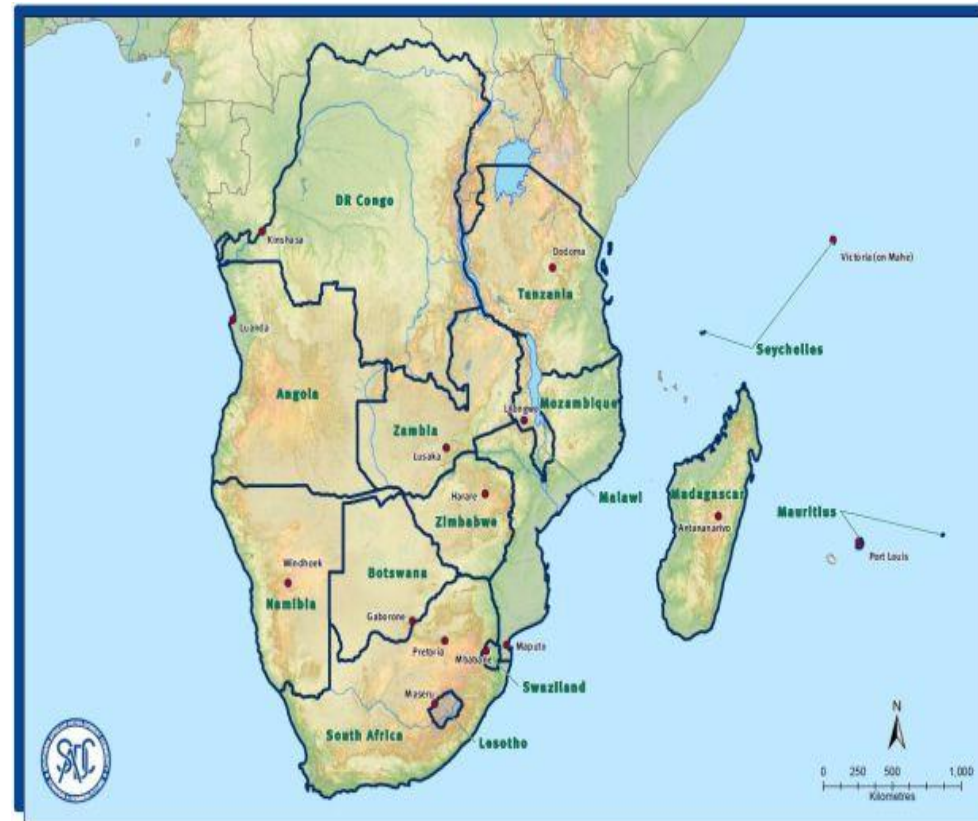 DR Congo
Kinshasa
Dodoma
Tanzania
Victoria (on Mahe)
Luanda
Seychelles
Angola
Mozambique
Lilongwe
Zambia
Lusaka
Malawi
Madagascar
Harare
Zimbabwe
Mauritius
Antananarivo
Port Louis
Windhoek
Botswana
Namibia
Gaborone
Pretoria
Mbabane
Maputo
Swaziland
Maseru
South Africa
Lesotho
N
SADC
0 250 500 1,000
Kilometres